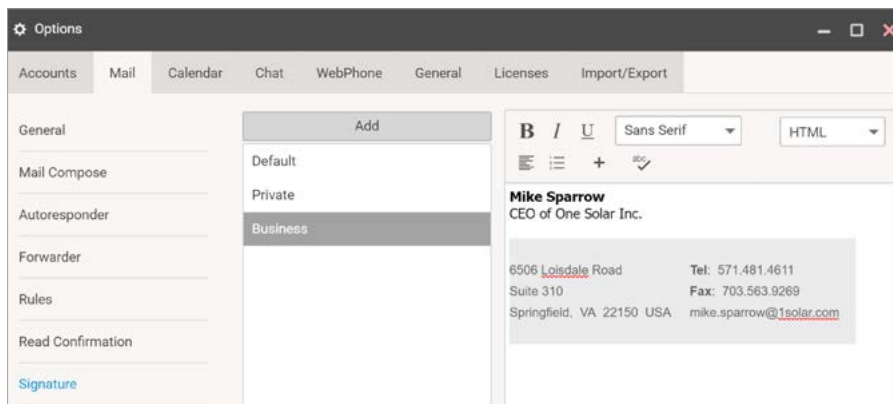 Options
Accounts Mail Calendar Chat WebPhone General Licenses Import/Export
General
Mail Compose
Autoresponder
Forwarder
Rules
Read Confirmation
Signature
Add
Default
Private
Business
B I U Sans Serif HTML
abc
Mike Sparrow
CEO of One Solar Inc.
6506 Loisdale Road Tel: 571.481.4611
Suite 310 Fax: 703.563.9269
Springfield, VA 22150 USA mike.sparrow@1solar.com